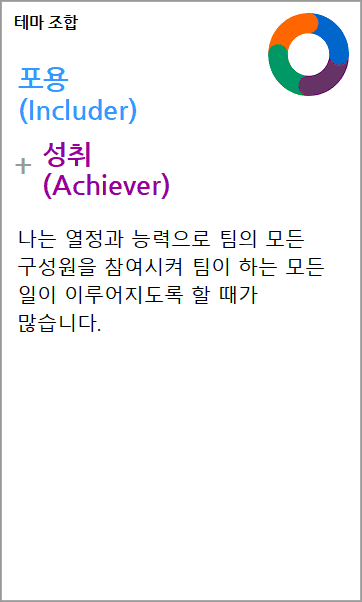 테마 조합
포용
(Includer)
+ 성취
(Achiever)
나는 열정과 능력으로 팀의 모든
구성원을 참여시켜 팀이 하는 모든
일이 이루어지도록 할 때가
많습니다.